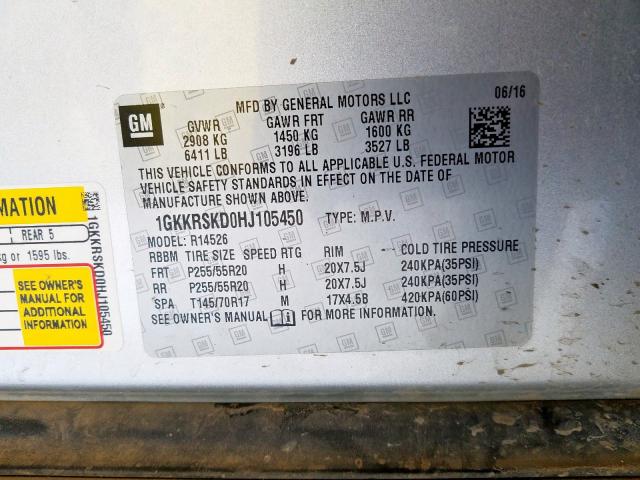 MFD BY GENERAL MOTORS LLC 06/16
GM
GVWR GAWR FRT GAWR RR
2908 KG 1450 KG 1600 KG
6411 LB 3196 LB 3527 LB
THIS VEHICLE CONFORMS TO ALL APPLICABLE U.S. FEDERAL MOTOR
VEHICLE SAFETY STANDARDS IN EFFECT ON THE DATE OF
MANUFACTURE SHOWN ABOVE.
1GKKRSKD0HJ105450 TYPE: M.P.V.
MODEL: R14526
RBBM TIRE SIZE SPEED RTG RIM COLD TIRE PRESSURE
FRT P255/55R20 H 20X7.5J 240KPA(35PSI)
RR P255/55R20 H 20X7.5J 240KPA(35PSI)
SPA T145/70R17 M 17X4.5B 420KPA(60PSI)
SEE OWNER'S MANUAL FOR MORE INFORMATION.
MATION
REAR 5
kg or 1595 lbs.
SEE OWNER'S
MANUAL FOR
ADDITIONAL
INFORMATION
1GKKRSKD0HJ105450